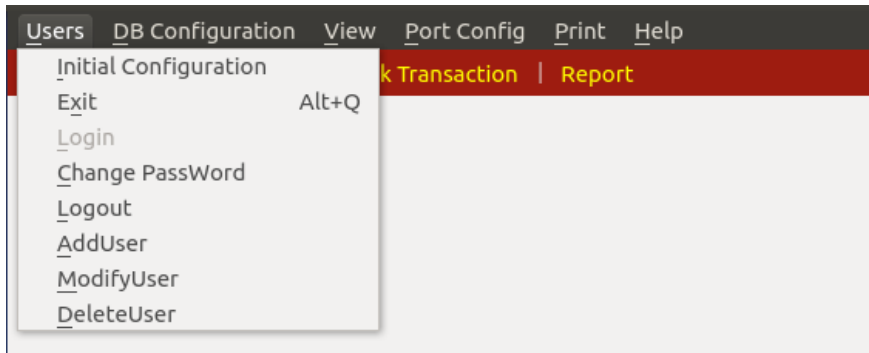 Users DB Configuration View Port Config Print Help
Initial Configuration
k Transaction | Report
Exit Alt+Q
Login
Change PassWord
Logout
AddUser
ModifyUser
DeleteUser